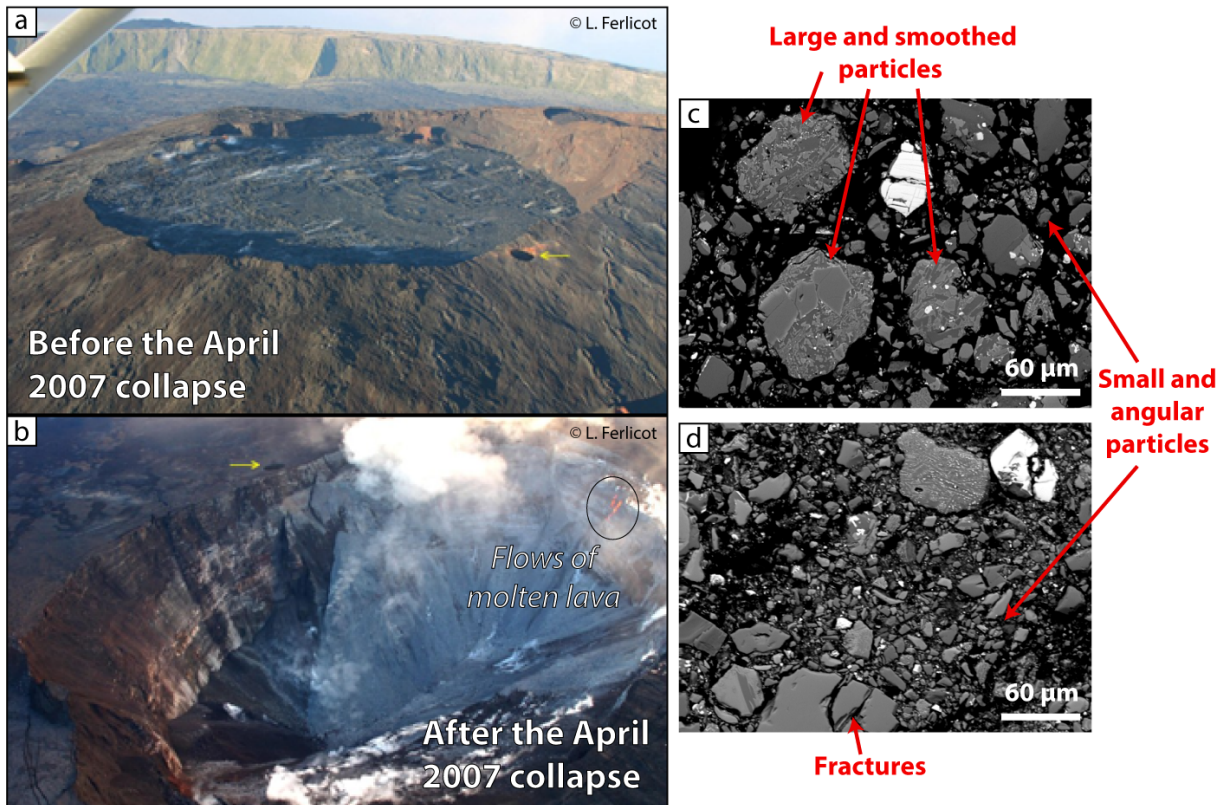 a
© L. Ferlicot
Before the April
2007 collapse
b
© L. Ferlicot
Flows of
molten lava
After the April
2007 collapse
Large and smoothed
particles
c
60 µm
Small and
angular
particles
d
60 µm
Fractures